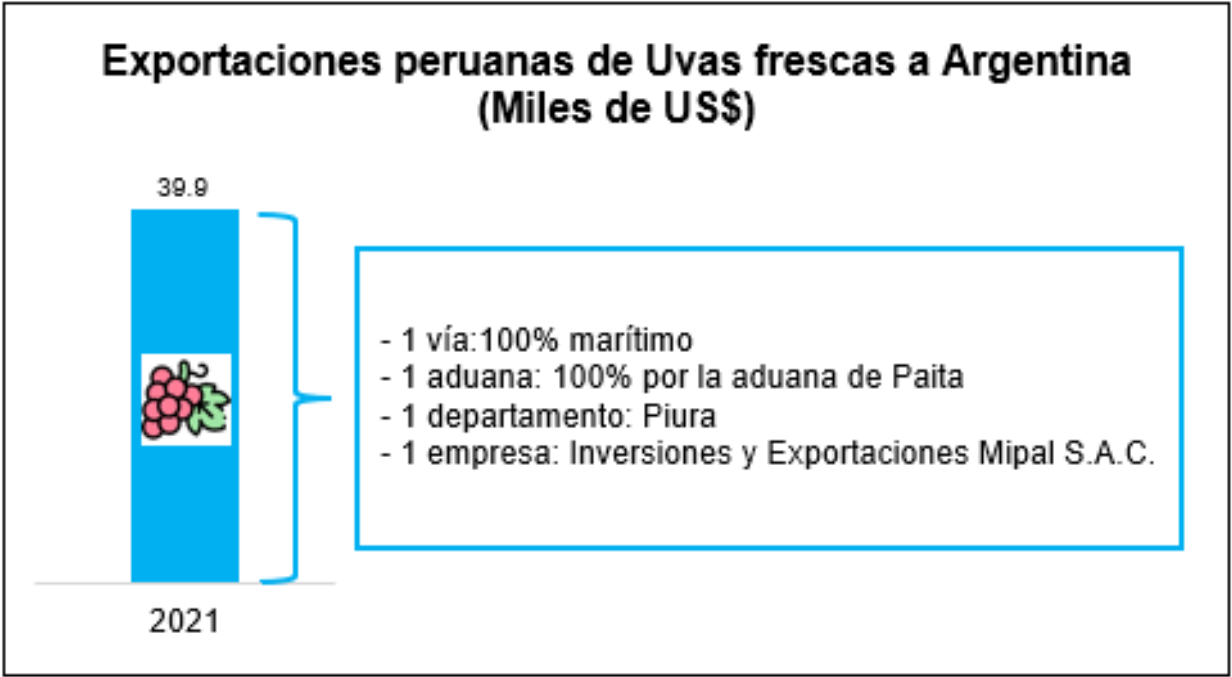 Exportaciones peruanas de Uvas frescas a Argentina
(Miles de US$)
39.9
- 1 vía:100% marítimo
- 1 aduana: 100% por la aduana de Paita
- 1 departamento: Piura
- 1 empresa: Inversiones y Exportaciones Mipal S.A.C.
2021